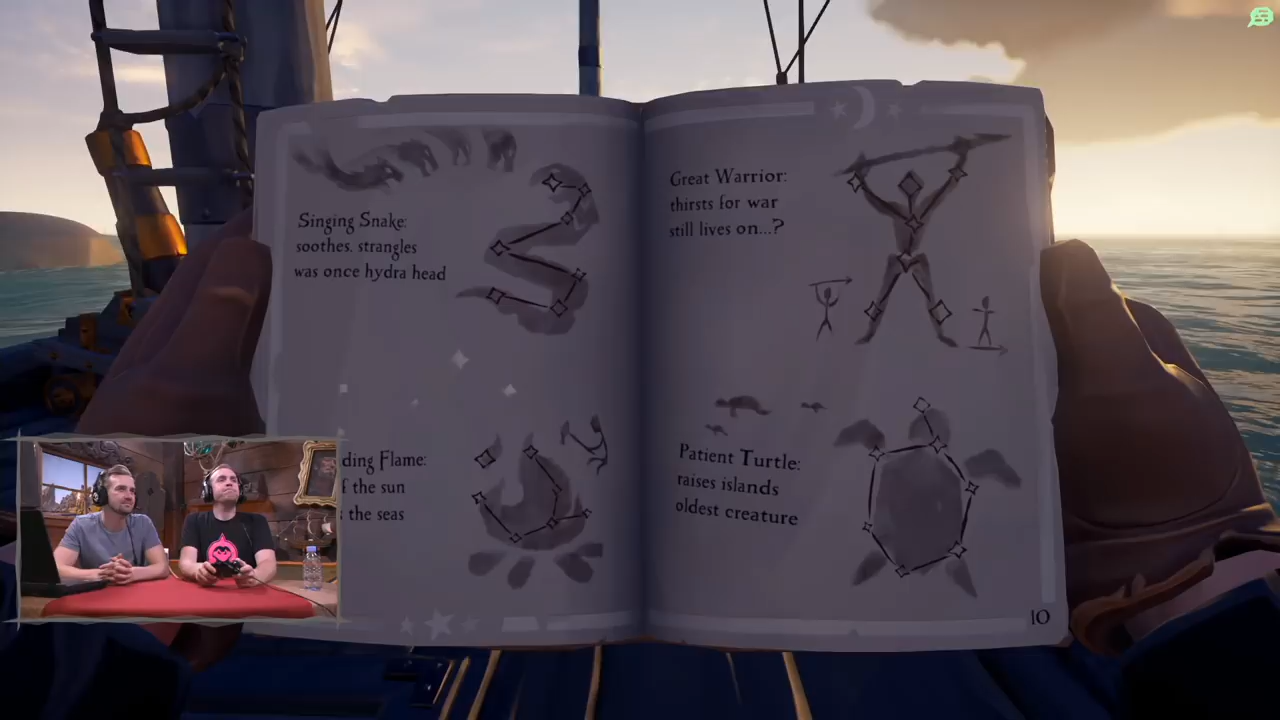 Singing Snake:
soothes, strangles
was once hydra head
ding Flame:
f the sun
the seas
Great Warrior:
thirsts for war
still lives on...?
Patient Turtle:
raises islands
oldest creature
10